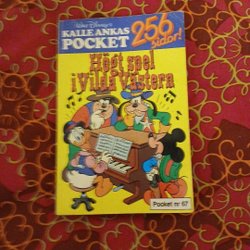 Walt Disney's
KALLE ANKAS
POCKET
256
sidor!
Högt spel
i Vilda Västern
Pocket nr 67